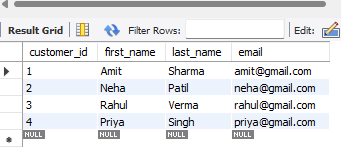 Result Grid Filter Rows: Edit:
customer_id first_name last_name email
1 Amit Sharma amit@gmail.com
2 Neha Patil neha@gmail.com
3 Rahul Verma rahul@gmail.com
4 Priya Singh priya@gmail.com
NULL NULL NULL NULL